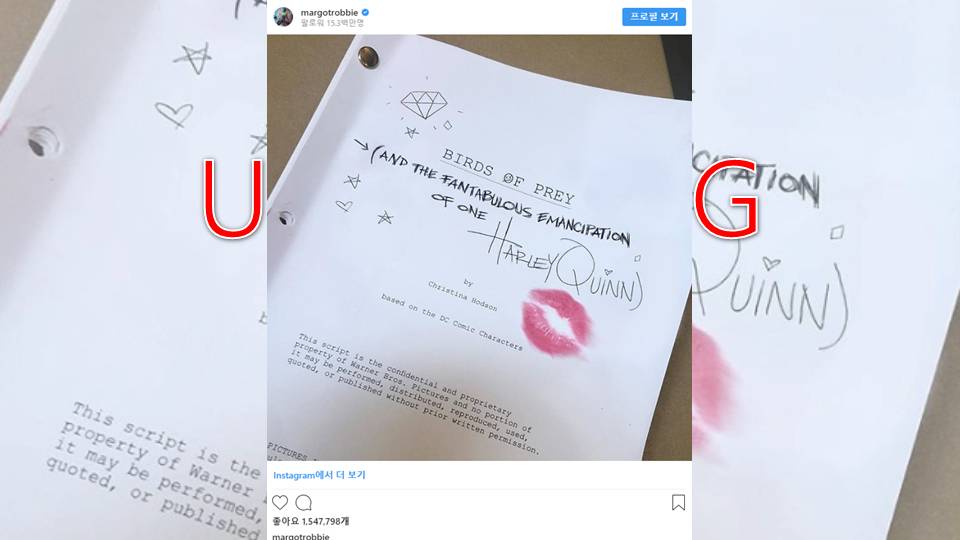 margotrobbie
팔로워 15.3백만명
프로필 보기
BIRDS OF PREY
(AND THE FANTABULOUS EMANCIPATION
OF ONE
HARLEY QUINN)
by
Christina Hodson
based on the DC Comic Characters
This script is the confidential and proprietary
property of Warner Bros. Pictures and no portion of
it may be performed, distributed, reproduced, used,
quoted, or published without prior written permission.
PICTURES
U
G
CITATION
QUINN)
This script is the
property of Warner
it may be performed,
quoted, or published
Instagram에서 더 보기
좋아요 1,547,798개
margotrobbie